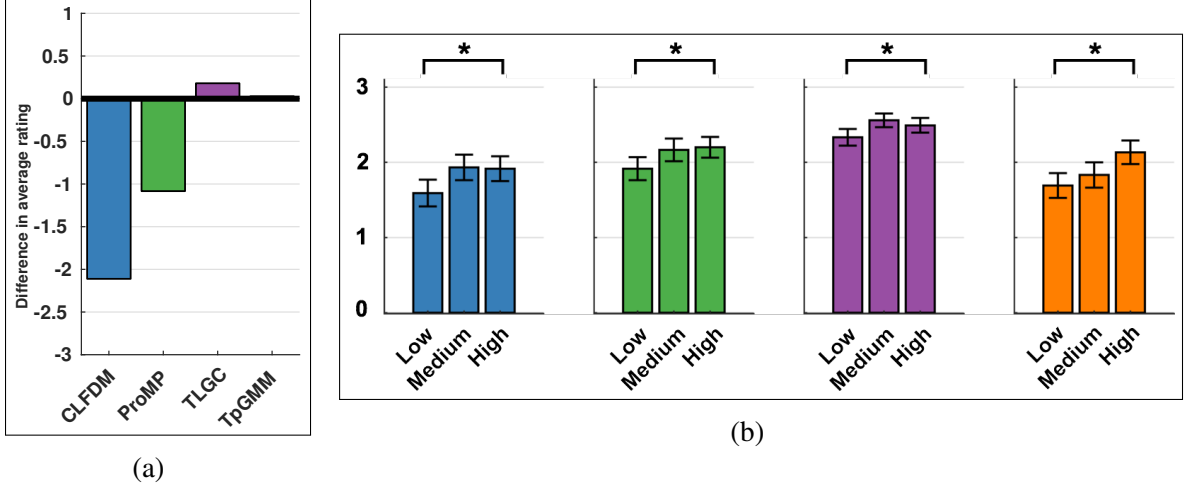 Difference in average rating
1
0.5
0
-0.5
-1
-1.5
-2
-2.5
-3
CLFDM
ProMP
TLGC
TpGMM
(a)
3
2
1
0
*
Low
Medium
High
*
Low
Medium
High
*
Low
Medium
High
*
Low
Medium
High
(b)